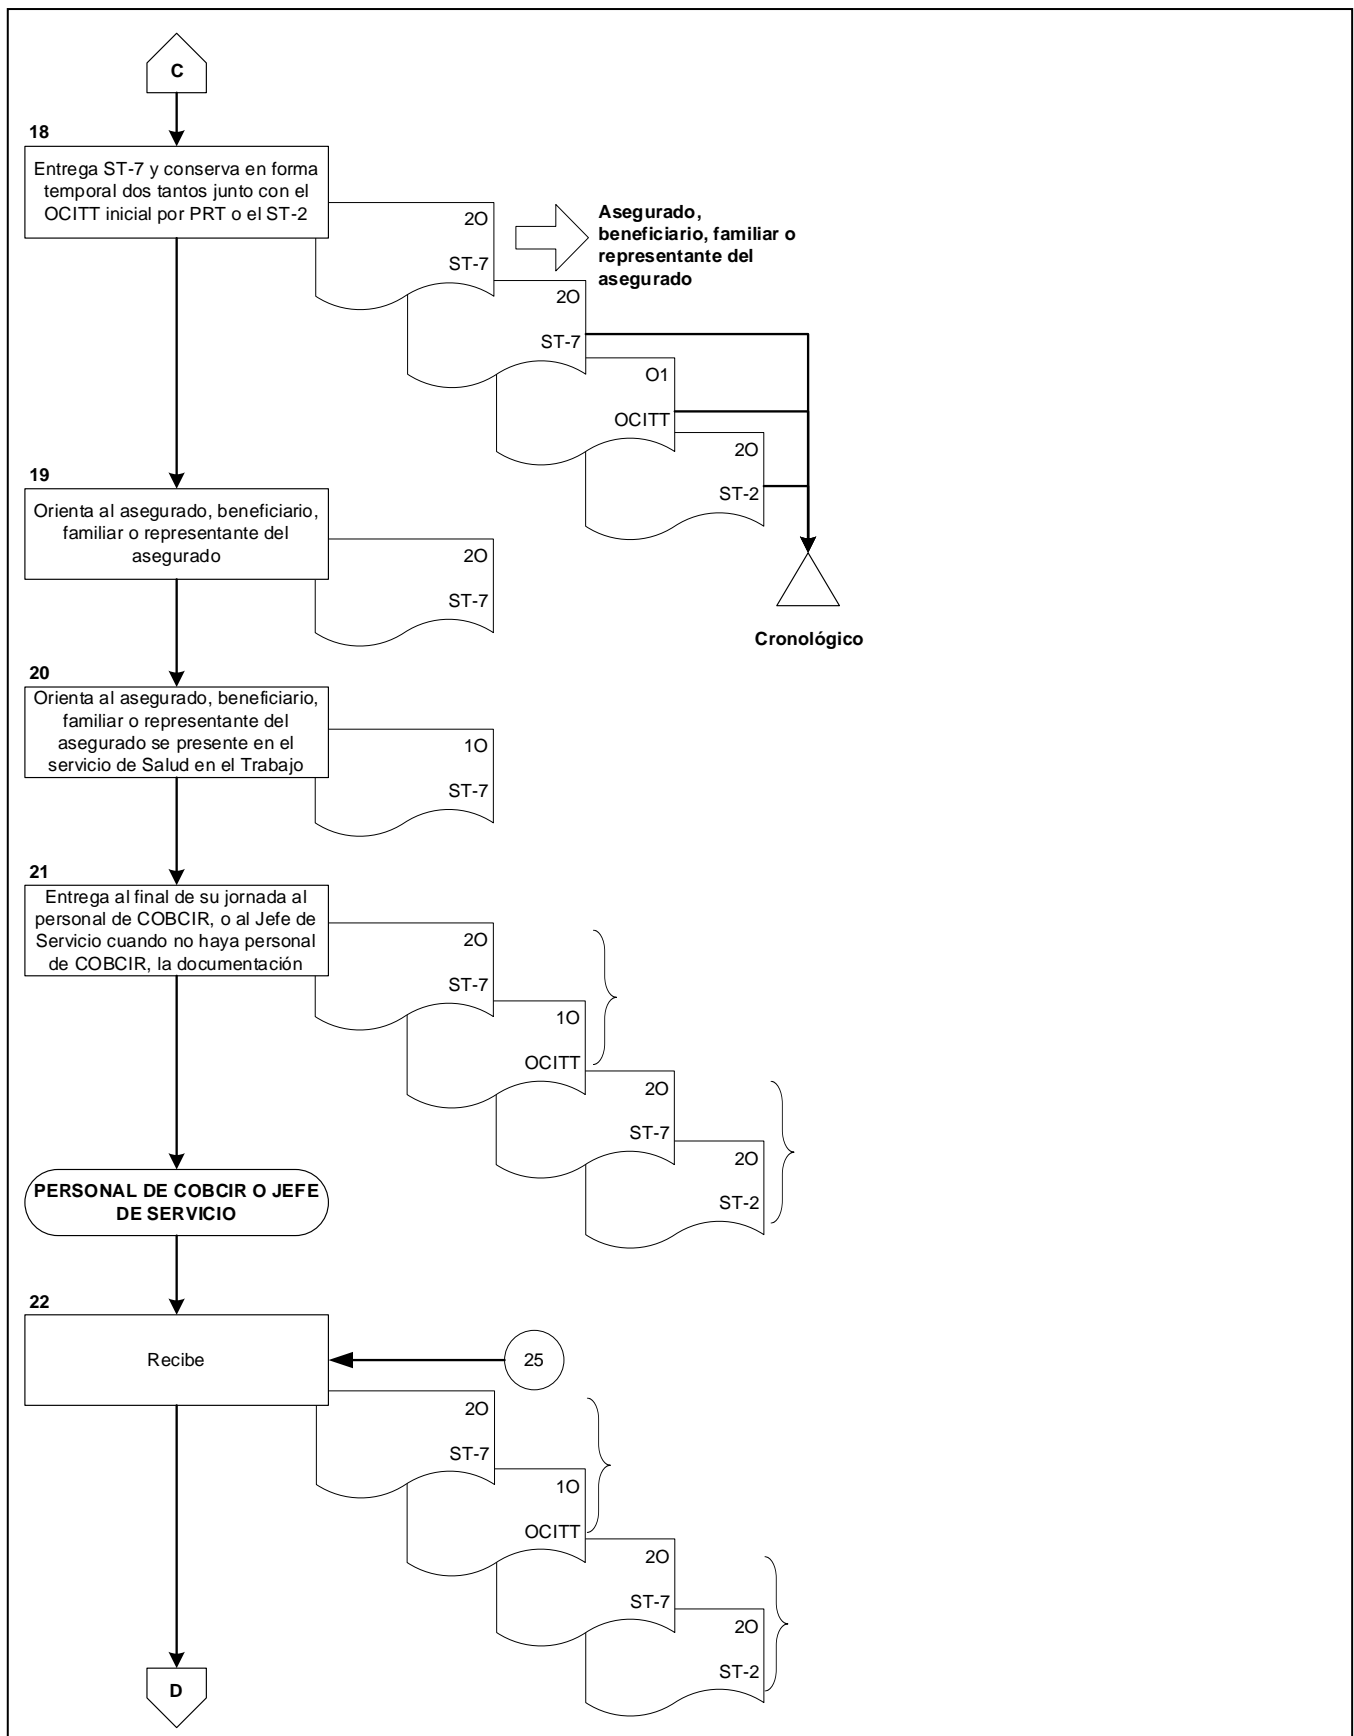 C
18
Entrega ST-7 y conserva en forma
temporal dos tantos junto con el
OCITT inicial por PRT o el ST-2
2O
ST-7
Asegurado,
beneficiario, familiar o
representante del
asegurado
2O
ST-7
O1
OCITT
2O
ST-2
Cronológico
19
Orienta al asegurado, beneficiario,
familiar o representante del
asegurado
2O
ST-7
20
Orienta al asegurado, beneficiario,
familiar o representante del
asegurado se presente en el
servicio de Salud en el Trabajo
1O
ST-7
21
Entrega al final de su jornada al
personal de COBCIR, o al Jefe de
Servicio cuando no haya personal
de COBCIR, la documentación
2O
ST-7
1O
OCITT
2O
ST-7
2O
ST-2
PERSONAL DE COBCIR O JEFE
DE SERVICIO
22
Recibe
25
2O
ST-7
1O
OCITT
2O
ST-7
2O
ST-2
D